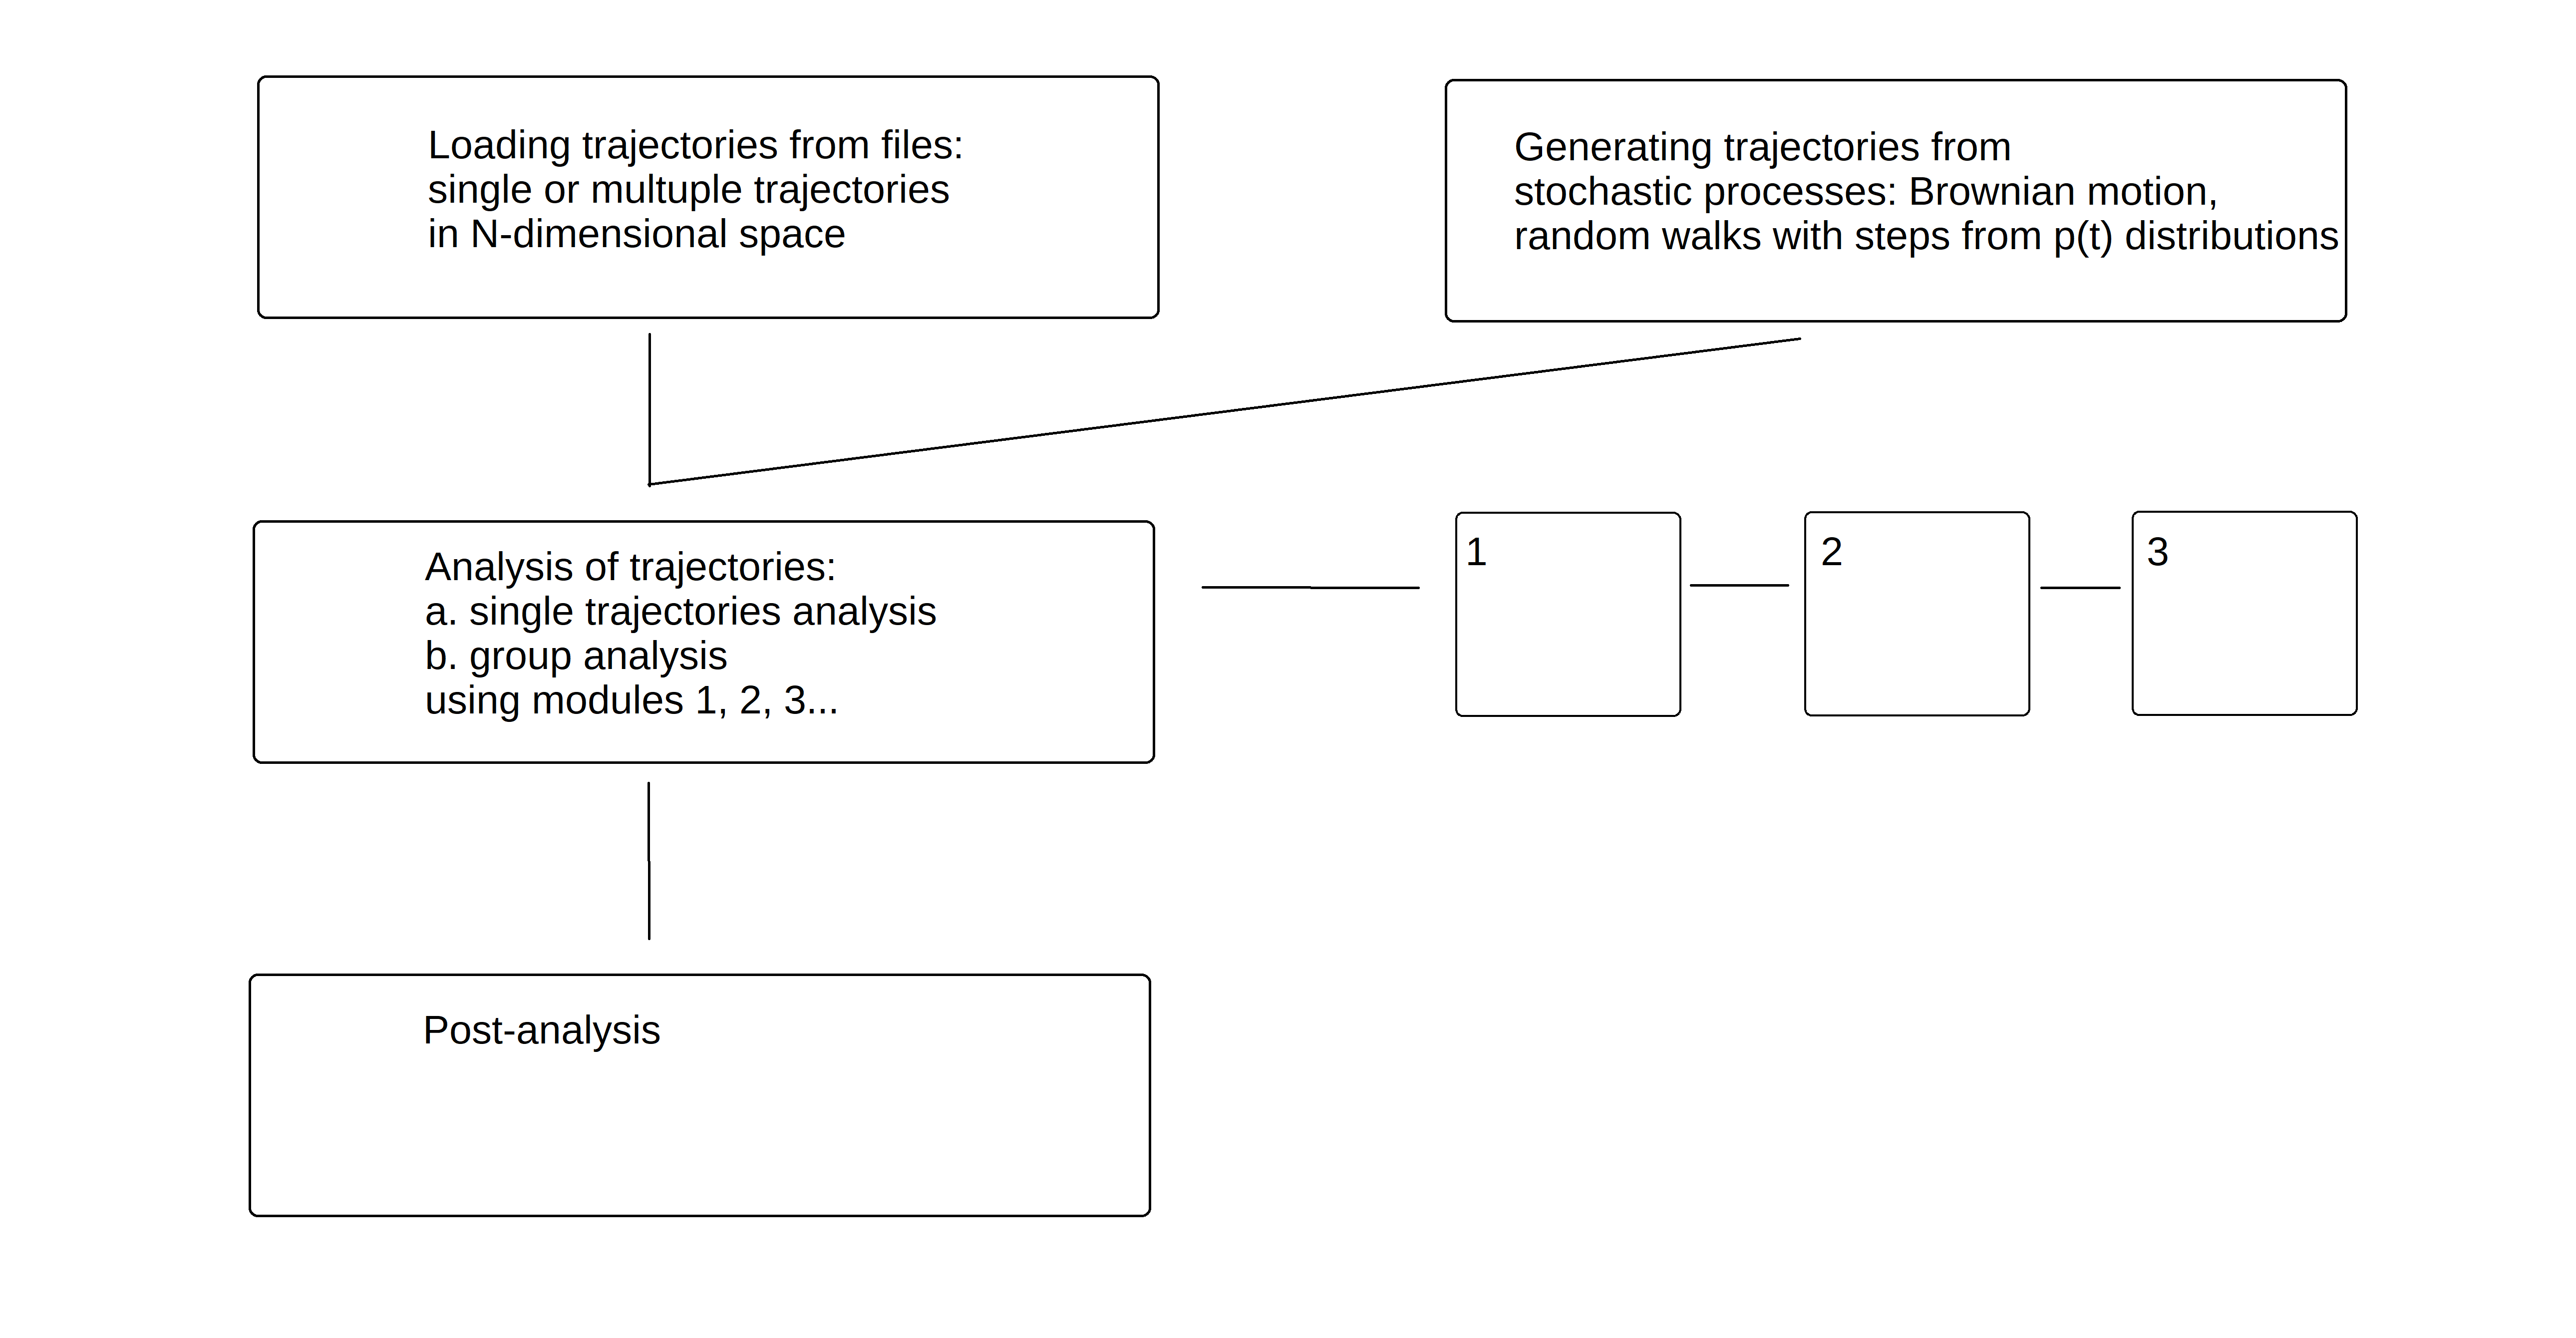 Loading trajectories from files:
single or multuple trajectories
in N-dimensional space
Generating trajectories from
stochastic processes: Brownian motion,
random walks with steps from p(t) distributions
Analysis of trajectories:
a. single trajectories analysis
b. group analysis
using modules 1, 2, 3...
1
2
3
Post-analysis